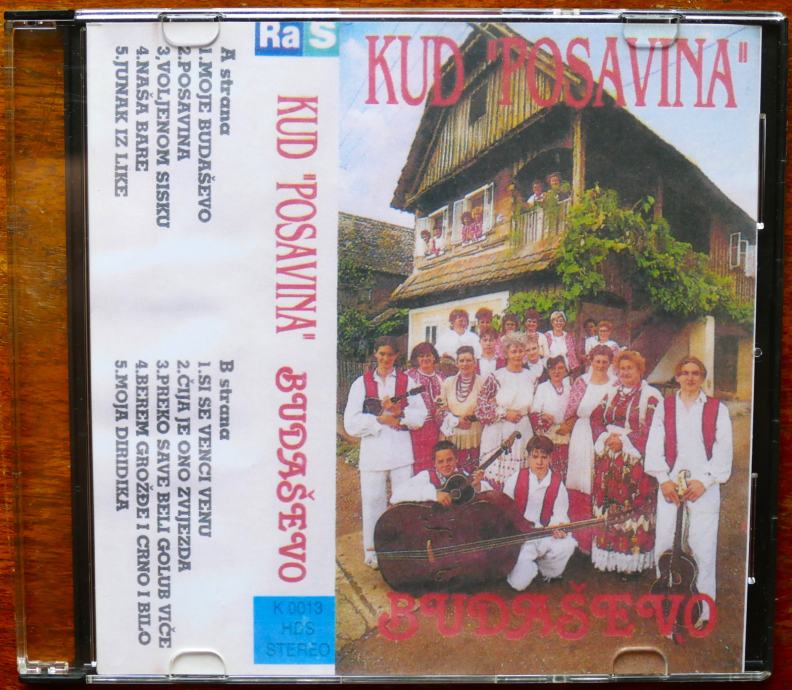 A strana
1.MOJE BUDAŠEVO
2.POSAVINA
3,VOLJENOM SISKU
4.NAŠA BARE
5.JUNAK IZ LIKE
B strana
1.SI SE VENCI VENU
2.ČIJA JE ONO ZVIJEZDA
3.PREKO SAVE BELI GOLUB VIČE
4.BEREM GROŽĐE I CRNO I BILO
5.MOJA DIRIDIKA
Ra S
KUD "POSAVINA" BUDAŠEVO
K 0013
HDS
STEREO
KUD "POSAVINA"
BUDAŠEVO